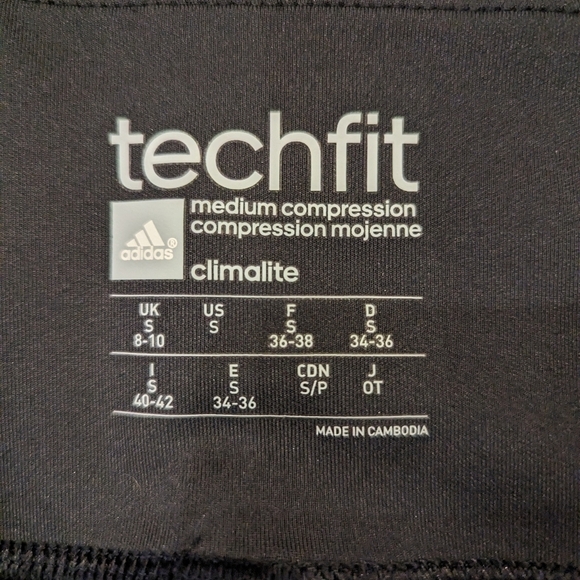 techfit
medium compression
compression mojenne
adidas®
climalite
UK US F D
S S S S
8-10 36-38 34-36
I E CDN J
S S S/P OT
40-42 34-36
MADE IN CAMBODIA